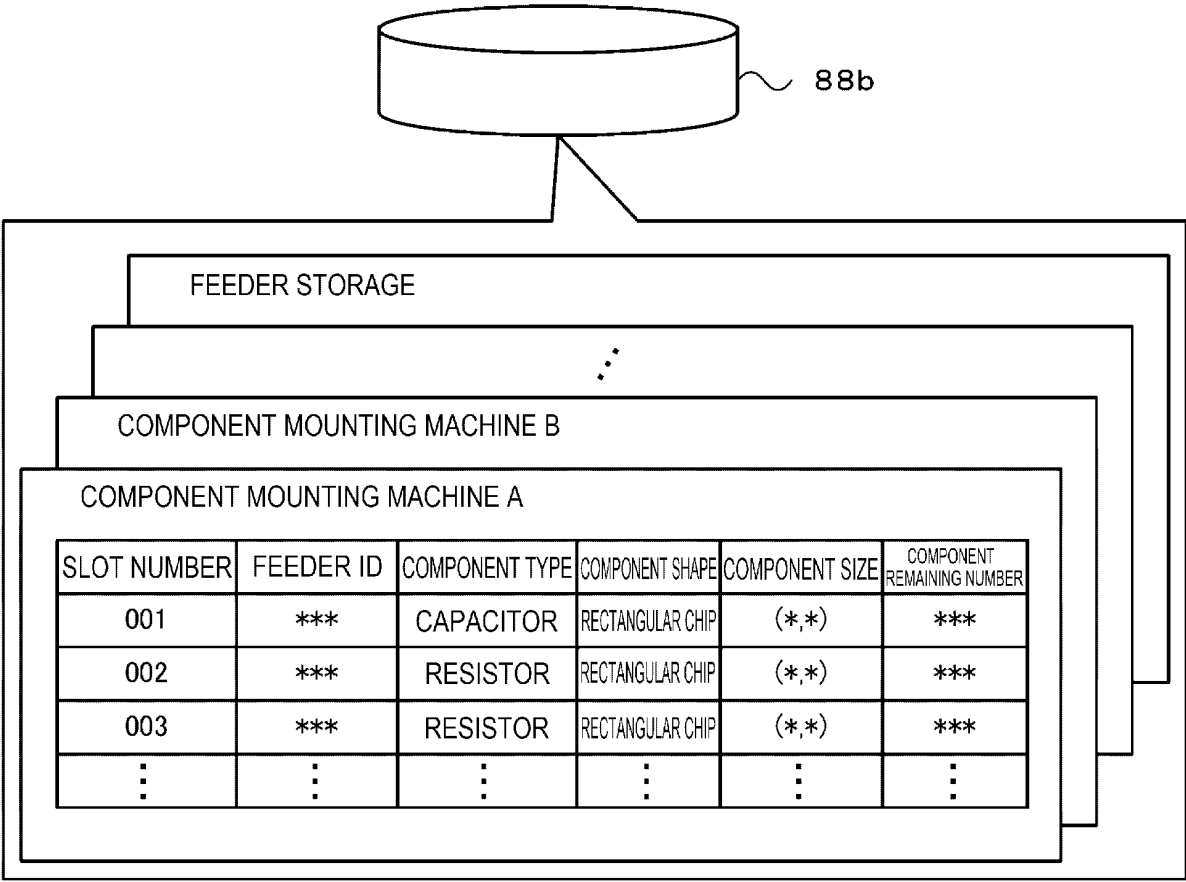 88b
FEEDER STORAGE
COMPONENT MOUNTING MACHINE B
COMPONENT MOUNTING MACHINE A
SLOT NUMBER FEEDER ID COMPONENT TYPE COMPONENT SHAPE COMPONENT SIZE COMPONENT REMAINING NUMBER
001 *** CAPACITOR RECTANGULAR CHIP (*,*) ***
002 *** RESISTOR RECTANGULAR CHIP (*,*) ***
003 *** RESISTOR RECTANGULAR CHIP (*,*) ***